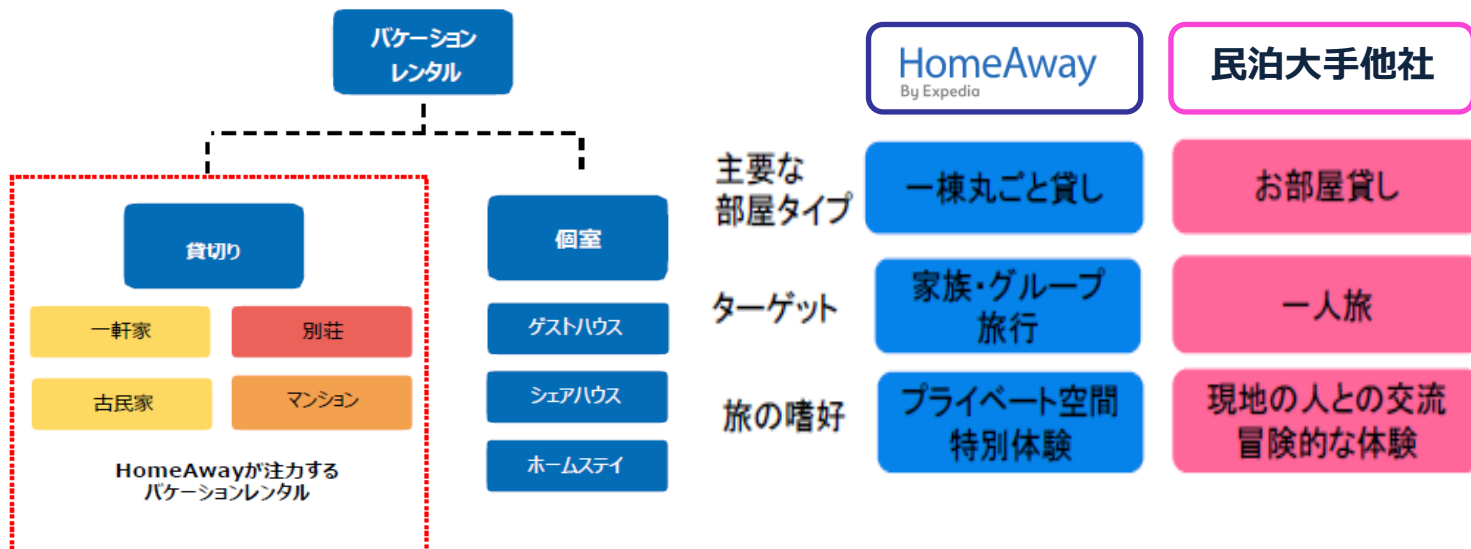 バケーション
レンタル
貸切り
一軒家
別荘
古民家
マンション
HomeAwayが注力する
バケーションレンタル
個室
ゲストハウス
シェアハウス
ホームステイ
HomeAway
By Expedia
民泊大手他社
主要な
部屋タイプ
一棟丸ごと貸し
お部屋貸し
ターゲット
家族・グループ
旅行
一人旅
旅の嗜好
プライベート空間
特別体験
現地の人との交流
冒険的な体験